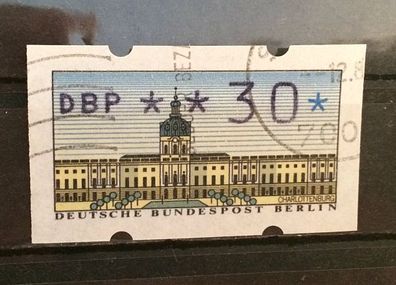 DBP ** 30*
CHARLOTTENBURG
DEUTSCHE BUNDESPOST BERLIN